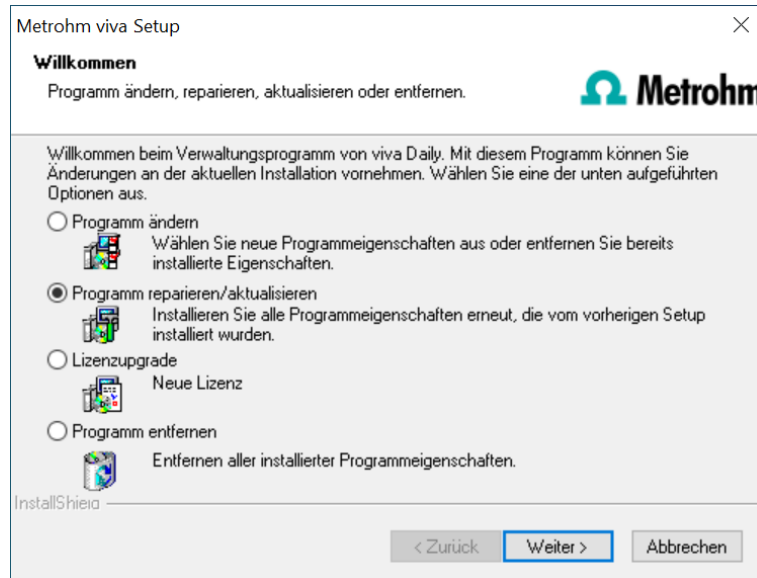 Metrohm viva Setup
Willkommen
Programm ändern, reparieren, aktualisieren oder entfernen.
Metrohm
Willkommen beim Verwaltungsprogramm von viva Daily. Mit diesem Programm können Sie
Änderungen an der aktuellen Installation vornehmen. Wählen Sie eine der unten aufgeführten
Optionen aus.
Programm ändern
Wählen Sie neue Programmeigenschaften aus oder entfernen Sie bereits
installierte Eigenschaften.
Programm reparieren/aktualisieren
Installieren Sie alle Programmeigenschaften erneut, die vom vorherigen Setup
installiert wurden.
Lizenzupgrade
Neue Lizenz
Programm entfernen
Entfernen aller installierter Programmeigenschaften.
InstallShield
< Zurück Weiter > Abbrechen